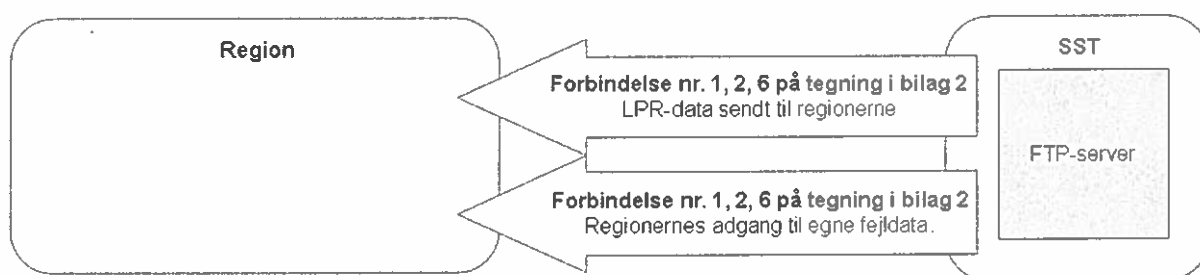 Region
SST
Forbindelse nr. 1, 2, 6 på tegning i bilag 2
LPR-data sendt til regionerne
FTP-server
Forbindelse nr. 1, 2, 6 på tegning i bilag 2
Regionernes adgang til egne fejldata.